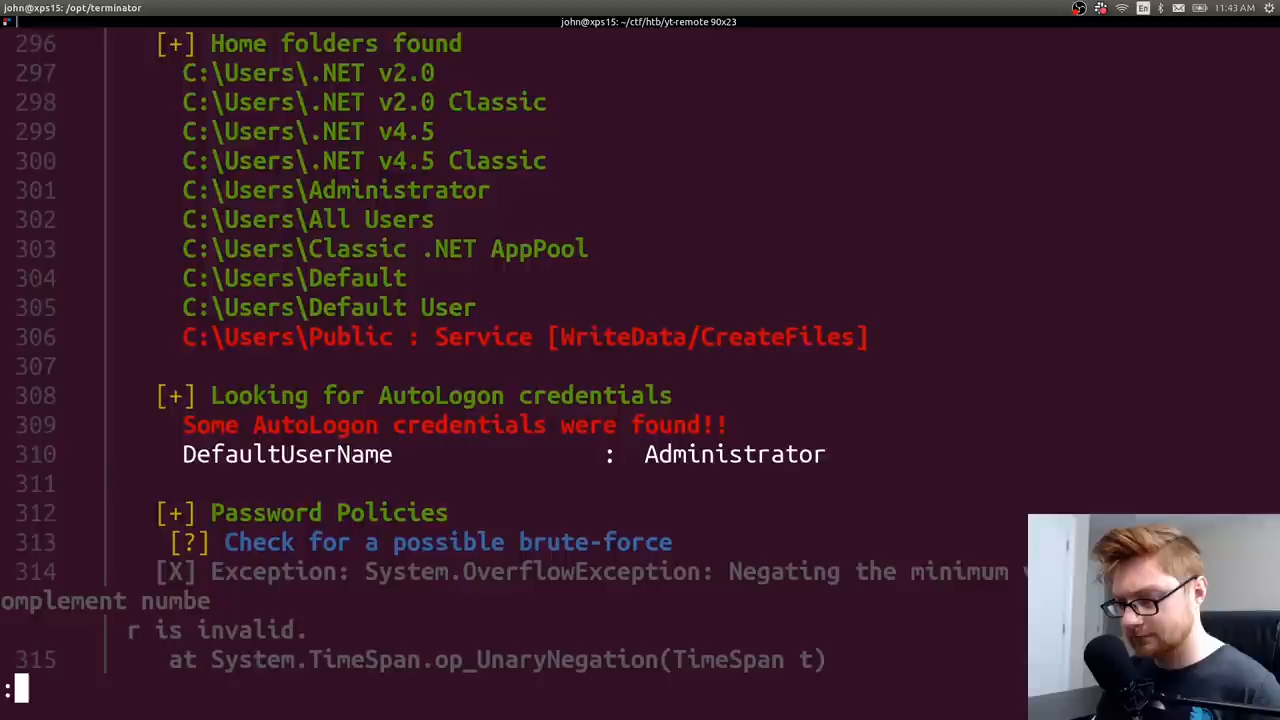 john@xps15: /opt/terminator
En
11:43 AM
john@xps15: ~/ctf/htb/yt-remote 90x23
296 [+] Home folders found
297 C:\Users\.NET v2.0
298 C:\Users\.NET v2.0 Classic
299 C:\Users\.NET v4.5
300 C:\Users\.NET v4.5 Classic
301 C:\Users\Administrator
302 C:\Users\All Users
303 C:\Users\Classic .NET AppPool
304 C:\Users\Default
305 C:\Users\Default User
306 C:\Users\Public : Service [WriteData/CreateFiles]
307
308 [+] Looking for AutoLogon credentials
309 Some AutoLogon credentials were found!!
310 DefaultUserName : Administrator
311
312 [+] Password Policies
313 [?] Check for a possible brute-force
314 [X] Exception: System.OverflowException: Negating the minimum
omplement numbe
r is invalid.
315 at System.TimeSpan.op_UnaryNegation(TimeSpan t)
: